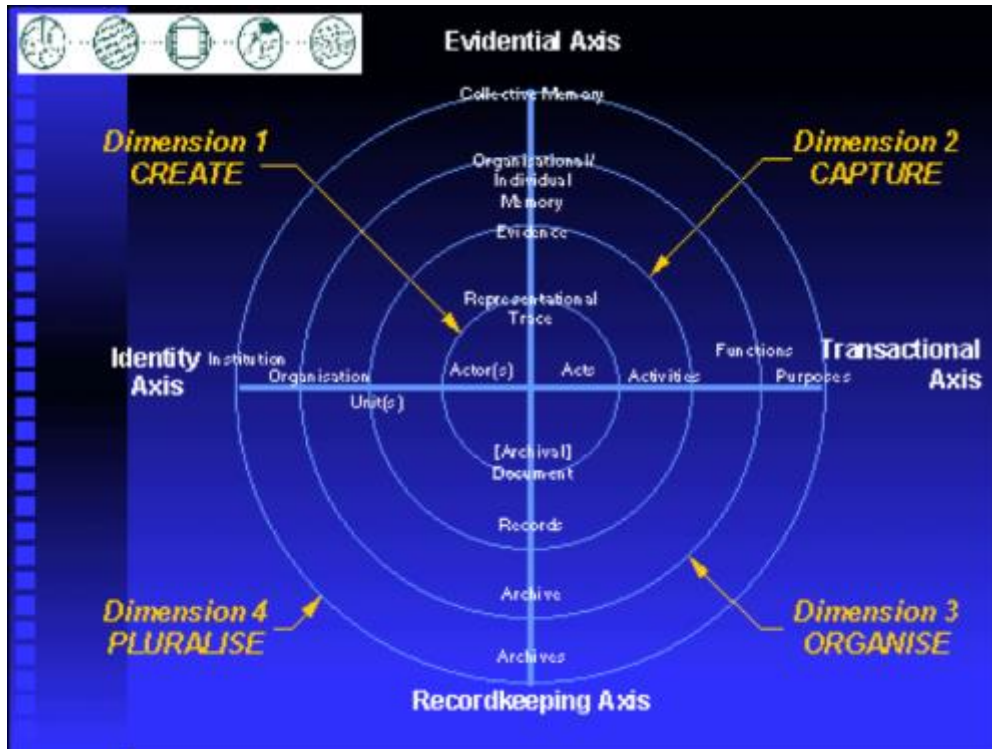 Evidential Axis
Collective Memory
Dimension 1
CREATE
Dimension 2
CAPTURE
Organisational/
Individual
Memory
Evidence
Representational
Trace
Identity
Axis
Institution
Organisation
Unit(s)
Actor(s)
Acts
Activities
Functions
Purposes
Transactional
Axis
[Archival]
Document
Records
Archive
Archives
Dimension 4
PLURALISE
Dimension 3
ORGANISE
Recordkeeping Axis